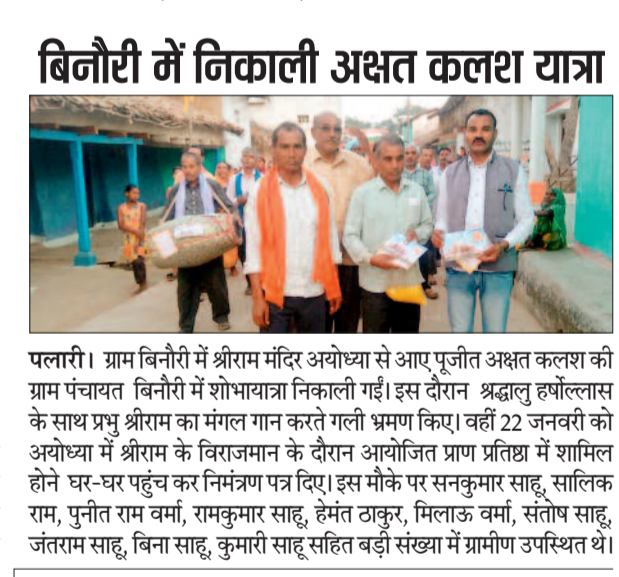 बिनौरी में निकाली अक्षत कलश यात्रा
पलारी। ग्राम बिनौरी में श्रीराम मंदिर अयोध्या से आए पूजीत अक्षत कलश की
ग्राम पंचायत बिनौरी में शोभायात्रा निकाली गईं। इस दौरान श्रद्धालु हर्षोल्लास
के साथ प्रभु श्रीराम का मंगल गान करते गली भ्रमण किए। वहीं 22 जनवरी को
अयोध्या में श्रीराम के विराजमान के दौरान आयोजित प्राण प्रतिष्ठा में शामिल
होने घर-घर पहुंच कर निमंत्रण पत्र दिए। इस मौके पर सनकुमार साहू, सालिक
राम, पुनीत राम वर्मा, रामकुमार साहू, हेमंत ठाकुर, मिलाऊ वर्मा, संतोष साहू,
जंतराम साहू, बिना साहू, कुमारी साहू सहित बड़ी संख्या में ग्रामीण उपस्थित थे।